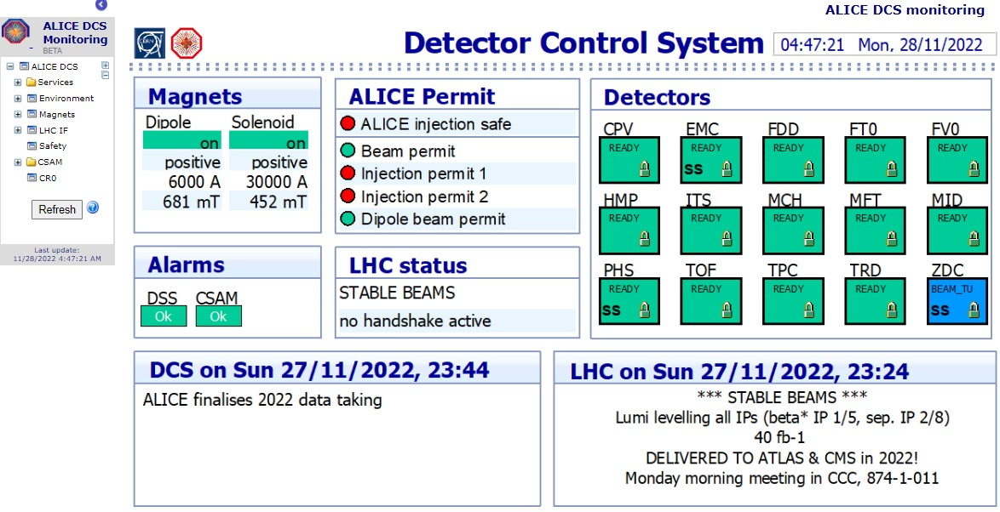 ALICE DCS monitoring
ALICE DCS
Monitoring
BETA
ALICE DCS
Services
Environment
Magnets
LHC IF
Safety
CSAM
CR0
Refresh
Last update:
11/28/2022 4:47:21 AM
CERN
Detector Control System
04:47:21 Mon, 28/11/2022
Magnets
Dipole Solenoid
on on
positive positive
6000 A 30000 A
681 mT 452 mT
ALICE Permit
ALICE injection safe
Beam permit
Injection permit 1
Injection permit 2
Dipole beam permit
Detectors
CPV EMC FDD FT0 FV0
READY READY READY READY READY
SS
HMP ITS MCH MFT MID
READY READY READY READY READY
PHS TOF TPC TRD ZDC
READY READY READY READY BEAM_TU
SS SS
Alarms
DSS CSAM
Ok Ok
LHC status
STABLE BEAMS
no handshake active
DCS on Sun 27/11/2022, 23:44
ALICE finalises 2022 data taking
LHC on Sun 27/11/2022, 23:24
*** STABLE BEAMS ***
Lumi levelling all IPs (beta* IP 1/5, sep. IP 2/8)
40 fb-1
DELIVERED TO ATLAS & CMS in 2022!
Monday morning meeting in CCC, 874-1-011